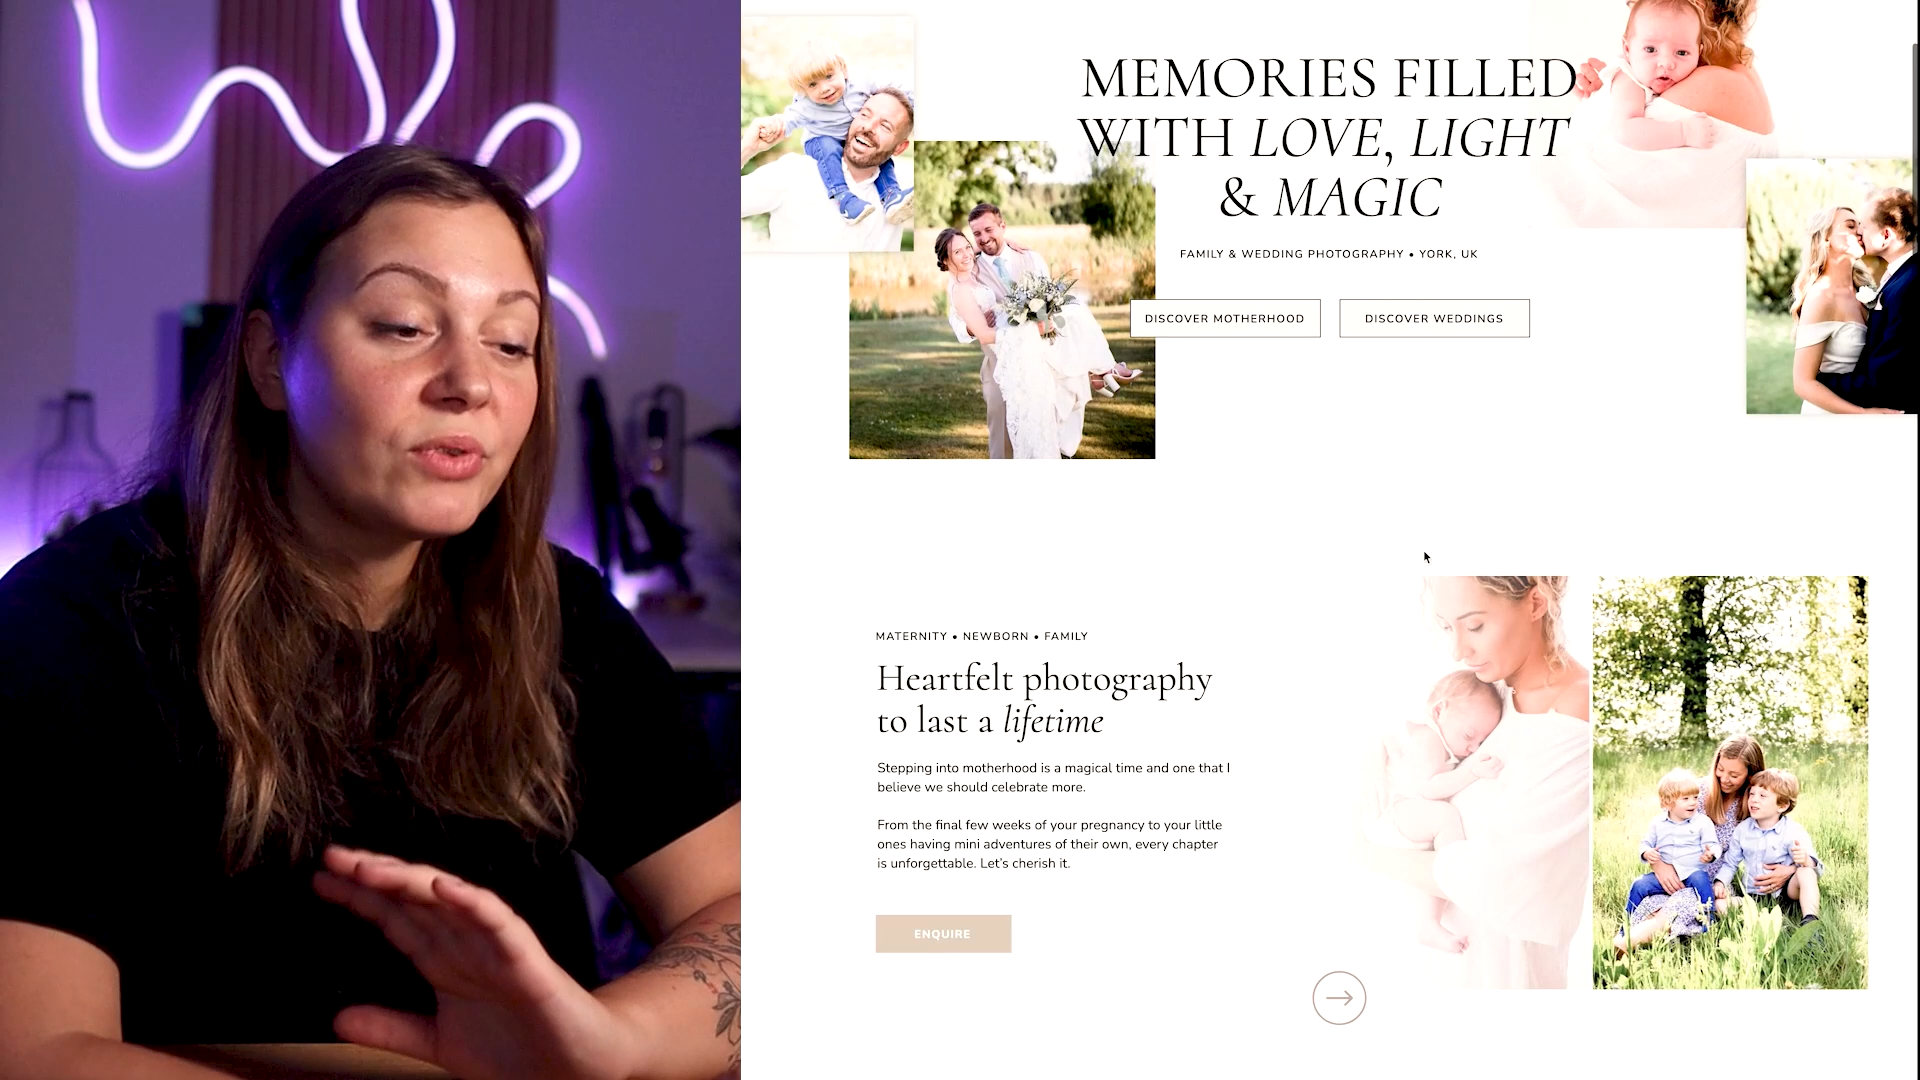 MEMORIES FILLED
WITH LOVE, LIGHT
& MAGIC
FAMILY & WEDDING PHOTOGRAPHY • YORK, UK
DISCOVER MOTHERHOOD
DISCOVER WEDDINGS
MATERNITY • NEWBORN • FAMILY
Heartfelt photography
to last a lifetime
Stepping into motherhood is a magical time and one that I
believe we should celebrate more.
From the final few weeks of your pregnancy to your little
ones having mini adventures of their own, every chapter
is unforgettable. Let's cherish it.
ENQUIRE